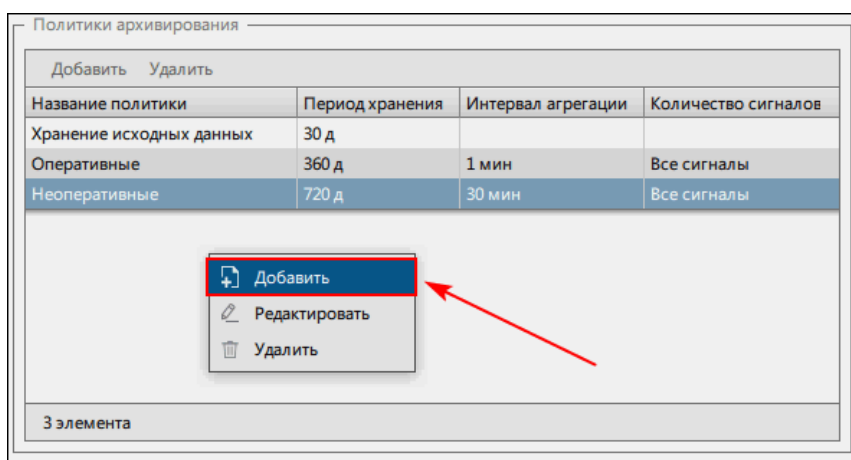 Политики архивирования
Добавить Удалить
Название политики Период хранения Интервал агрегации Количество сигналов
Хранение исходных данных 30 д
Оперативные 360 д 1 мин Все сигналы
Неоперативные 720 д 30 мин Все сигналы
Добавить
Редактировать
Удалить
3 элемента